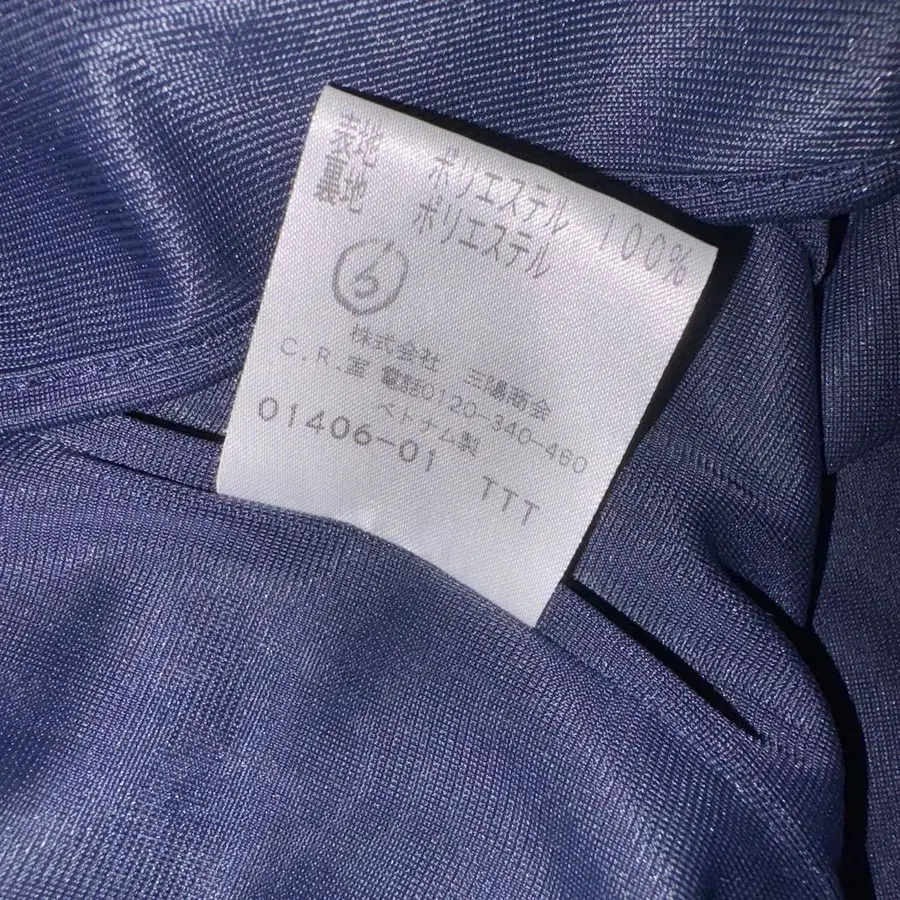 表地 ポリエステル 100%
裏地 ポリエステル
株式会社 三陽商会
C.R.室 電話0120-340-460
ベトナム製
01406-01 TTT